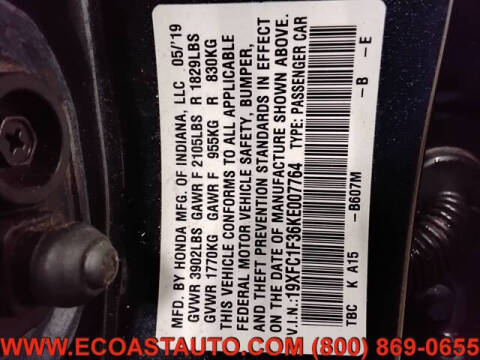 MFD. BY HONDA MFG. OF INDIANA, LLC 05/'19
GVWR 3902LBS GAWR F 2105LBS R 1829LBS
GVWR 1770KG GAWR F 955KG R 830KG
THIS VEHICLE CONFORMS TO ALL APPLICABLE
FEDERAL MOTOR VEHICLE SAFETY, BUMPER,
AND THEFT PREVENTION STANDARDS IN EFFECT
ON THE DATE OF MANUFACTURE SHOWN ABOVE.
V.I.N.:19XFC1F36KE007764 TYPE: PASSENGER CAR
TBC K A15 -B607M -B -E
WWW.ECOASTAUTO.COM (800) 869-0655